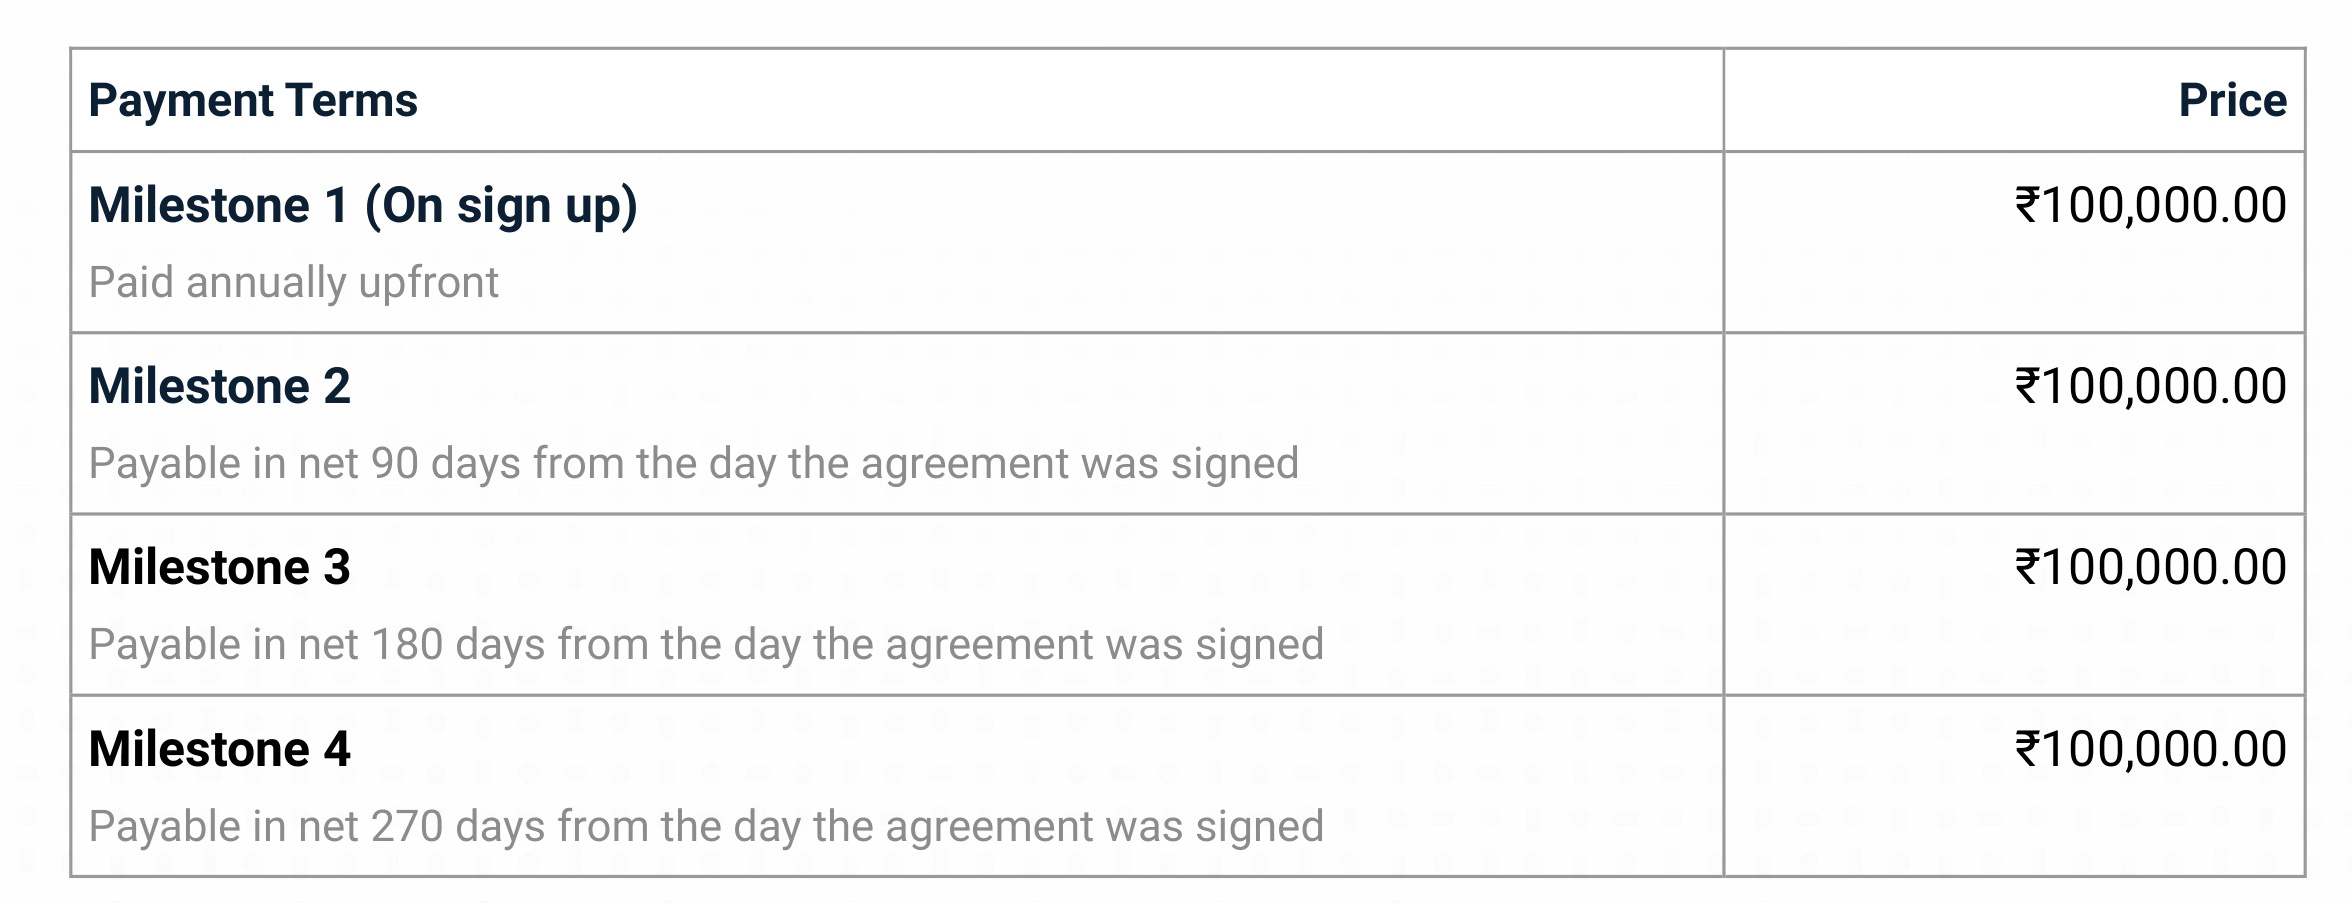 Payment Terms Price
Milestone 1 (On sign up) ₹100,000.00
Paid annually upfront
Milestone 2 ₹100,000.00
Payable in net 90 days from the day the agreement was signed
Milestone 3 ₹100,000.00
Payable in net 180 days from the day the agreement was signed
Milestone 4 ₹100,000.00
Payable in net 270 days from the day the agreement was signed